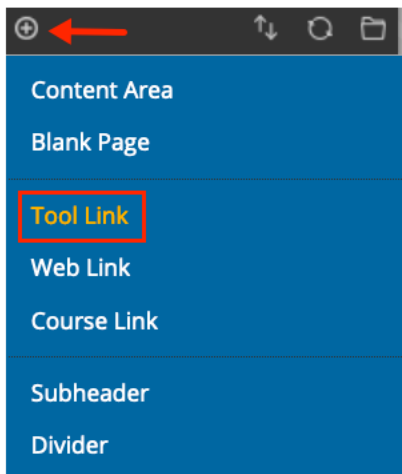 Content Area
Blank Page
Tool Link
Web Link
Course Link
Subheader
Divider